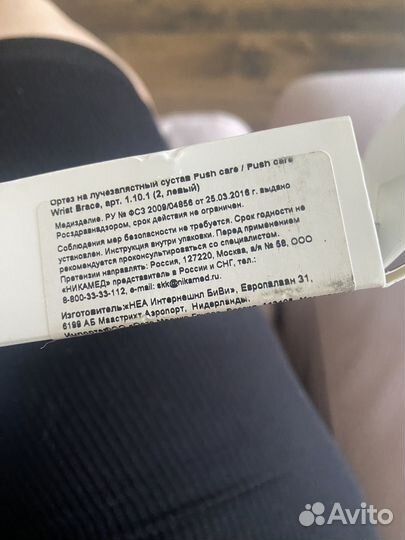 Ортез на лучезапястный сустав Push care / Push care
Wrist Brace, арт. 1.10.1 (2, левый)
Медизделие. РУ № ФСЗ 2009/04856 от 25.03.2016 г. выдано
Росздравнадзором, срок действия не ограничен.
Соблюдения мер безопасности не требуется. Срок годности не
установлен. Инструкция внутри упаковки. Перед применением
рекомендуется проконсультироваться со специалистом.
Претензии направлять: Россия, 127220, Москва, а/я № 58, ООО
«НИКАМЕД» представитель в России и СНГ, тел.:
8-800-33-33-112, e-mail: skk@nikamed.ru.
Изготовитель:«НЕА Интернешнл БиВи», Европалаан 31,
6199 АБ Маастрихт Аэропорт, Нидерланды.
Avito